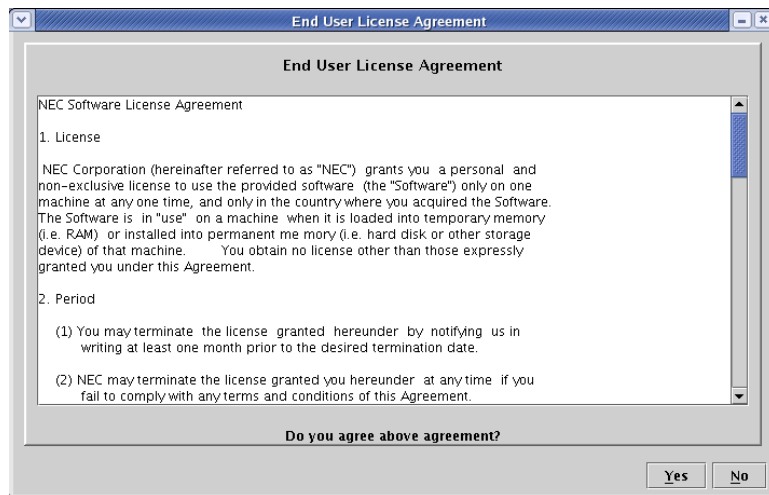 End User License Agreement
End User License Agreement
NEC Software License Agreement
1. License
NEC Corporation (hereinafter referred to as "NEC") grants you a personal and
non-exclusive license to use the provided software (the "Software") only on one
machine at any one time, and only in the country where you acquired the Software.
The Software is in "use" on a machine when it is loaded into temporary memory
(i.e. RAM) or installed into permanent me mory (i.e. hard disk or other storage
device) of that machine. You obtain no license other than those expressly
granted you under this Agreement.
2. Period
(1) You may terminate the license granted hereunder by notifying us in
writing at least one month prior to the desired termination date.
(2) NEC may terminate the license granted you hereunder at any time if you
fail to comply with any terms and conditions of this Agreement.
Do you agree above agreement?
Yes No